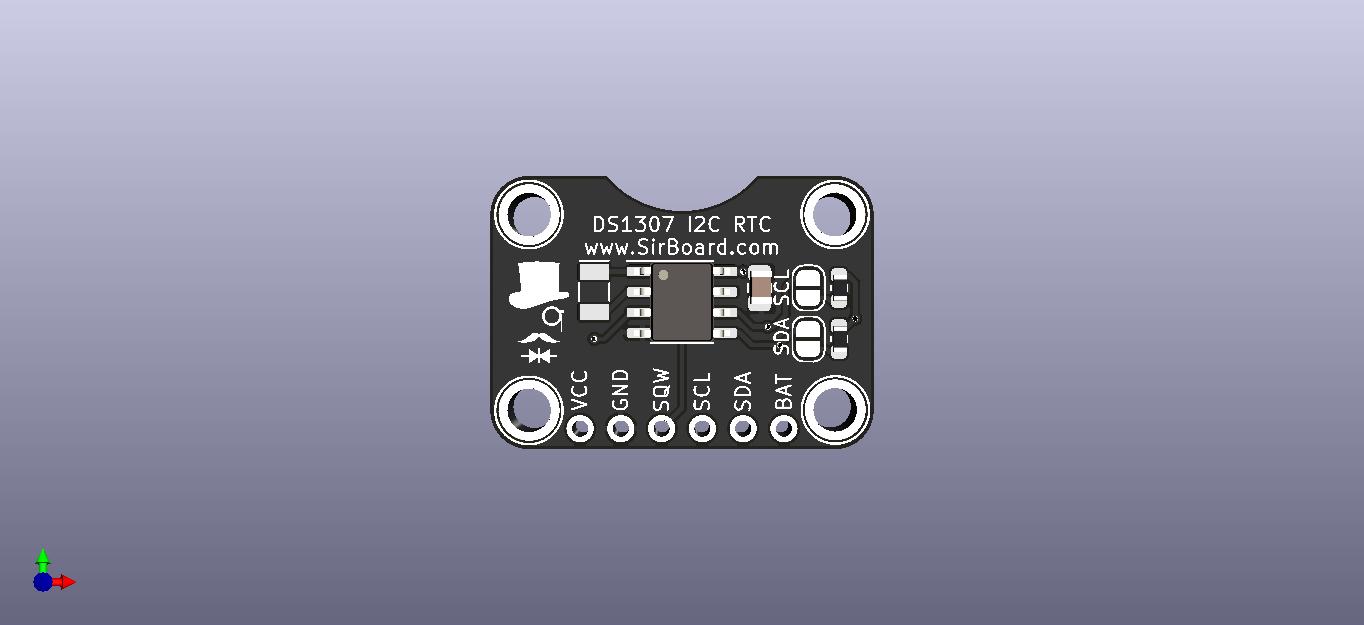 DS1307 I2C RTC
www.SirBoard.com
SCL
SDA
VCC
GND
SQW
SCL
SDA
BAT